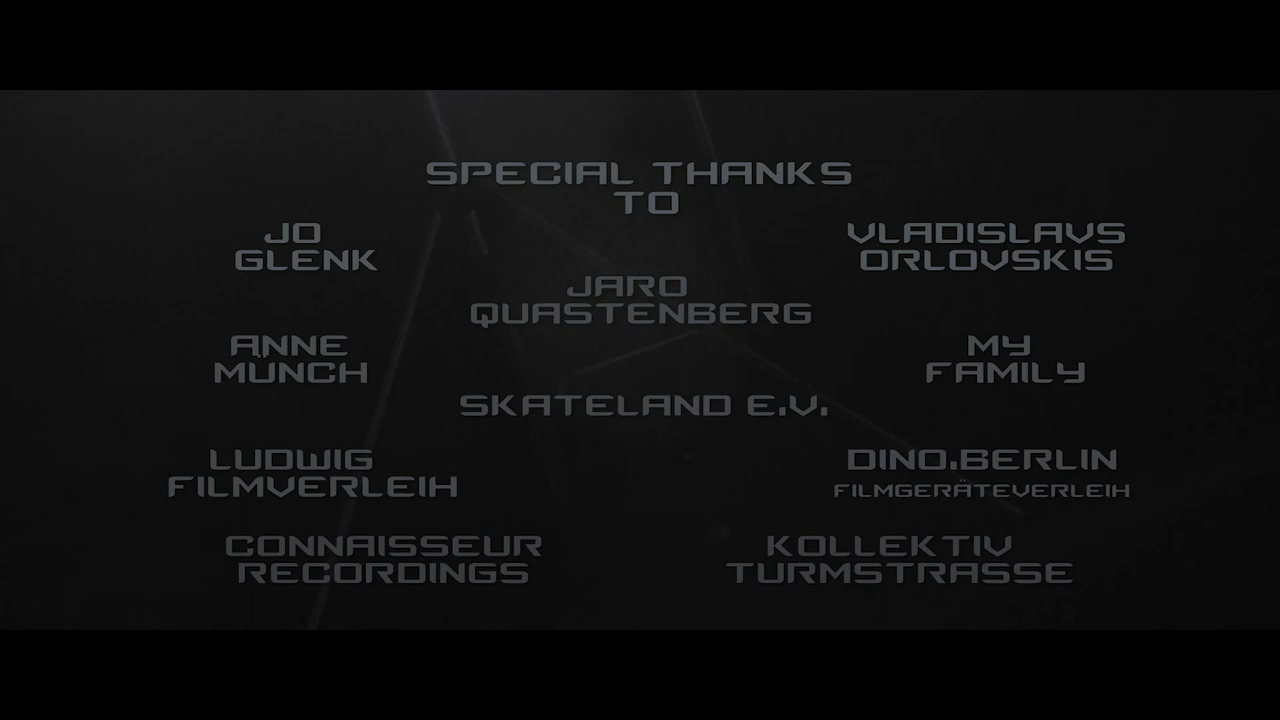 SPECIAL THANKS
TO
JO
GLENK
VLADISLAVS
ORLOVSKIS
JARO
QUASTENBERG
ANNE
MÜNCH
MY
FAMILY
SKATELAND E.V.
LUDWIG
FILMVERLEIH
DINO.BERLIN
FILMGERÄTEVERLEIH
CONNAISSEUR
RECORDINGS
KOLLEKTIV
TURMSTRASSE